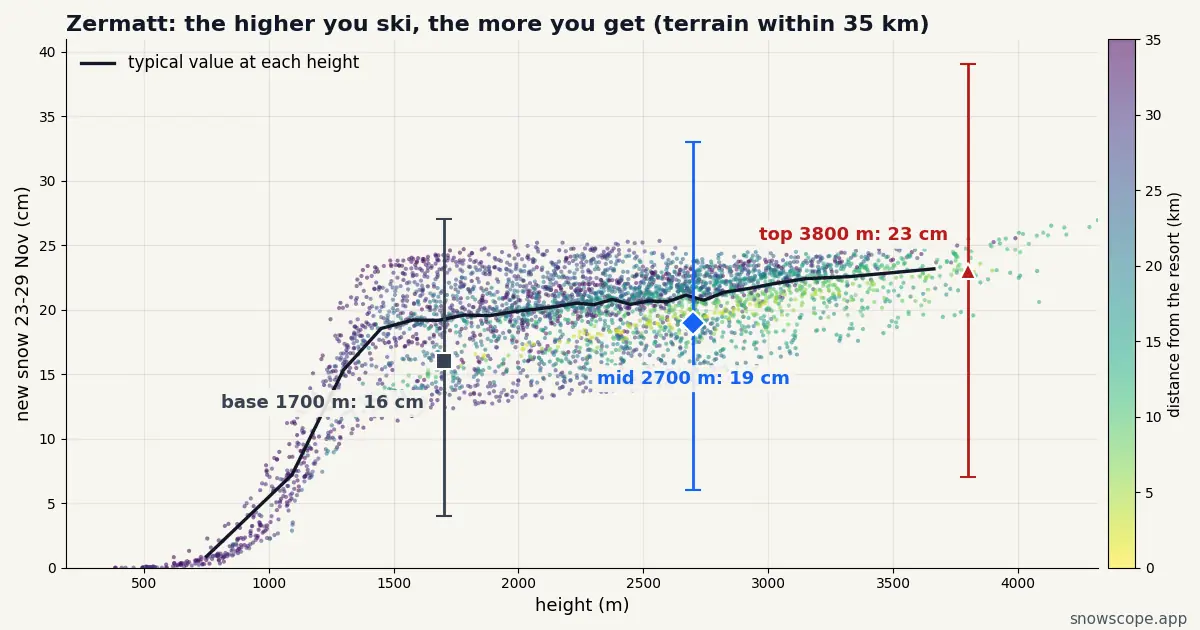 Zermatt: the higher you ski, the more you get (terrain within 35 km)
typical value at each height
new snow 23-29 Nov (cm)
40
35
30
25
20
15
10
5
0
top 3800 m: 23 cm
mid 2700 m: 19 cm
base 1700 m: 16 cm
500
1000
1500
2000
2500
3000
3500
4000
height (m)
35
30
25
20
15
10
5
0
distance from the resort (km)
snowscope.app